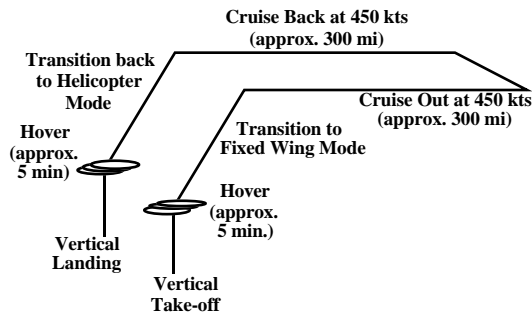 Cruise Back at 450 kts
(approx. 300 mi)
Transition back
to Helicopter
Mode
Cruise Out at 450 kts
(approx. 300 mi)
Hover
(approx.
5 min)
Transition to
Fixed Wing Mode
Hover
(approx.
5 min.)
Vertical
Landing
Vertical
Take-off